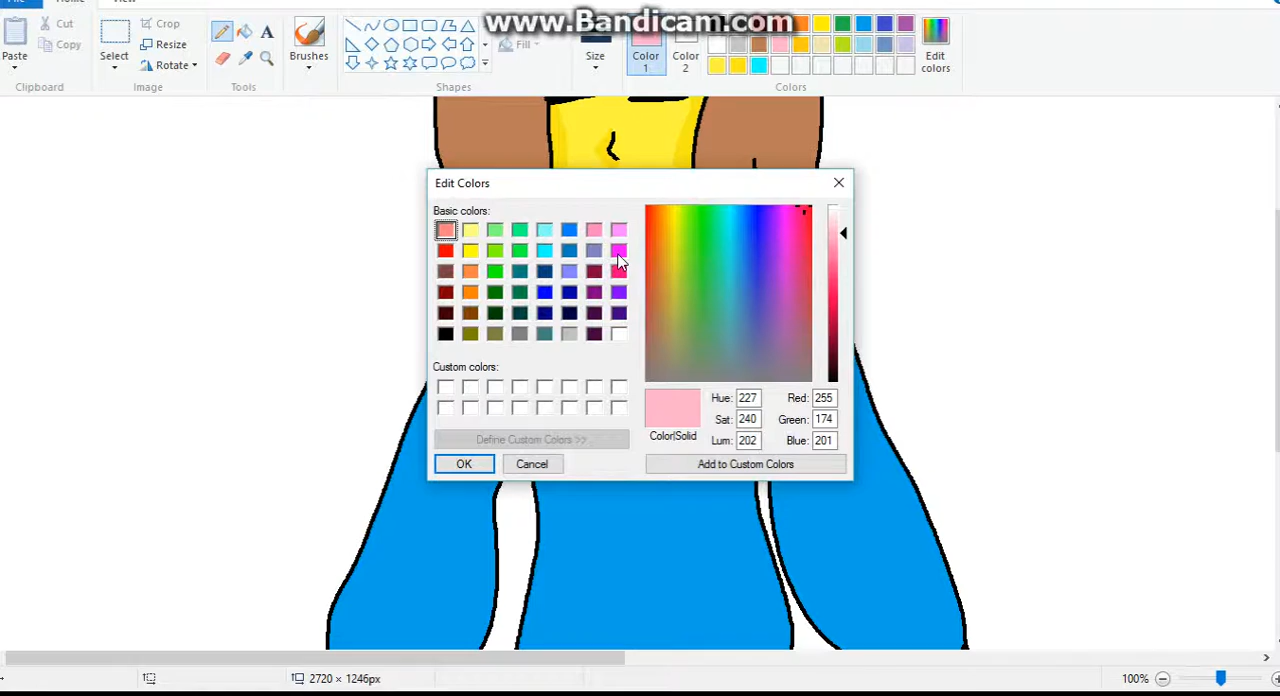 www.Bandicam.com
Cut
Crop
Copy
Resize
Paste
Select
Rotate
Brushes
Fill
Size
Color 1
Color 2
Edit colors
Clipboard
Image
Tools
Shapes
Colors
Edit Colors
Basic colors:
Custom colors:
Define Custom Colors >>
OK
Cancel
Color|Solid
Hue: 227
Red: 255
Sat: 240
Green: 174
Lum: 202
Blue: 201
Add to Custom Colors
2720 × 1246px
100%